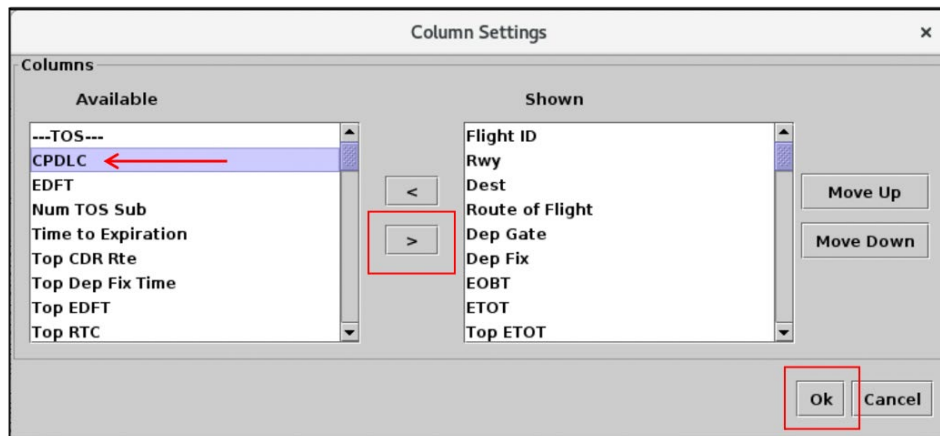 Column Settings ×
Columns
Available
Shown
---TOS---
CPDLC
EDFT
Num TOS Sub
Time to Expiration
Top CDR Rte
Top Dep Fix Time
Top EDFT
Top RTC
<
>
Flight ID
Rwy
Dest
Route of Flight
Dep Gate
Dep Fix
EOBT
ETOT
Top ETOT
Move Up
Move Down
Ok
Cancel